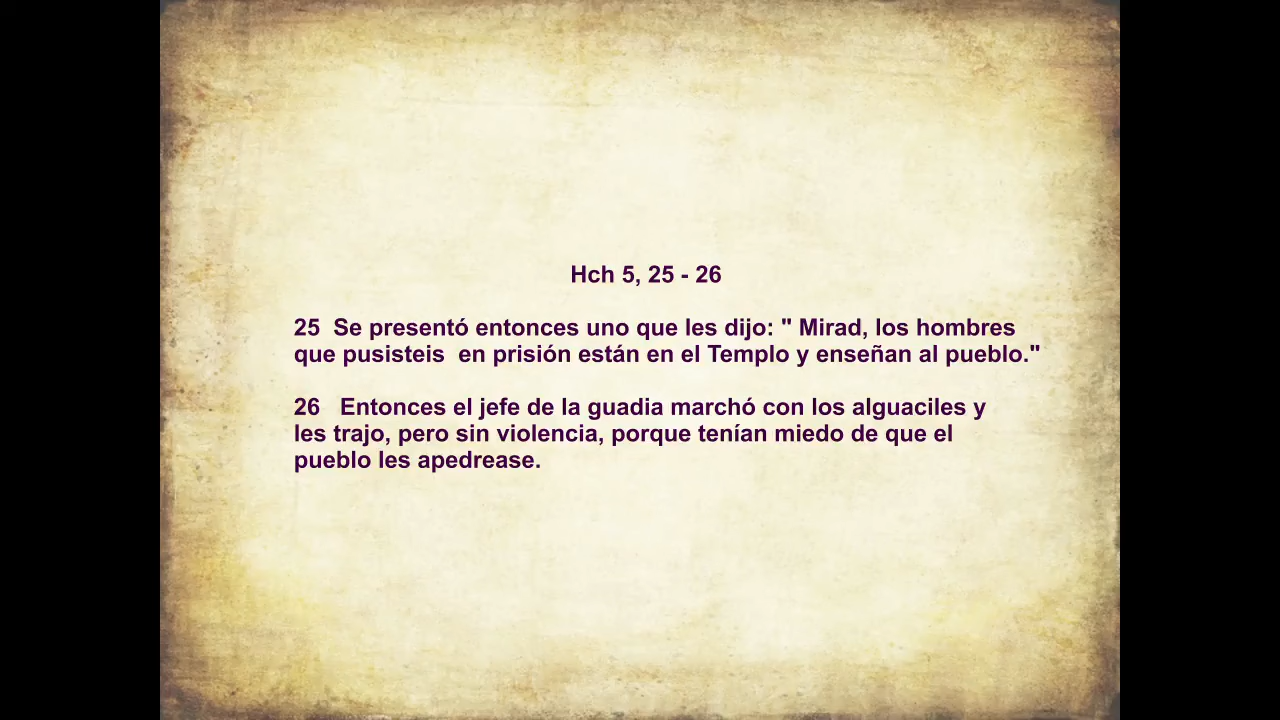 Hch 5, 25 - 26
25  Se presentó entonces uno que les dijo: " Mirad, los hombres
que pusisteis  en prisión están en el Templo y enseñan al pueblo."
26   Entonces el jefe de la guadia marchó con los alguaciles y
les trajo, pero sin violencia, porque tenían miedo de que el
pueblo les apedrease.